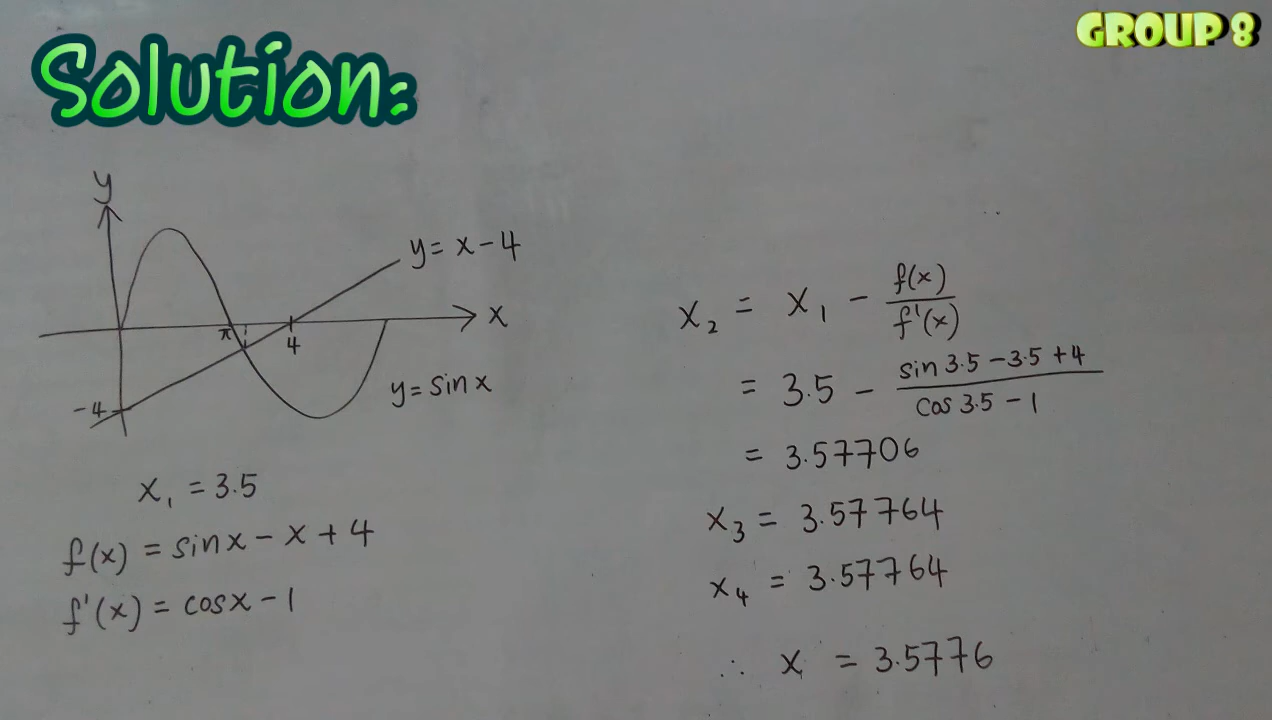 GROUP 8
Solution:
y
y = x - 4
x
π
4
-4
y = sin x
x₁ = 3.5
f(x) = sin x - x + 4
f'(x) = cos x - 1
x₂ = x₁ - f(x)/f'(x)
= 3.5 - (sin 3.5 - 3.5 + 4)/(cos 3.5 - 1)
= 3.57706
x₃ = 3.57764
x₄ = 3.57764
∴ x = 3.5776